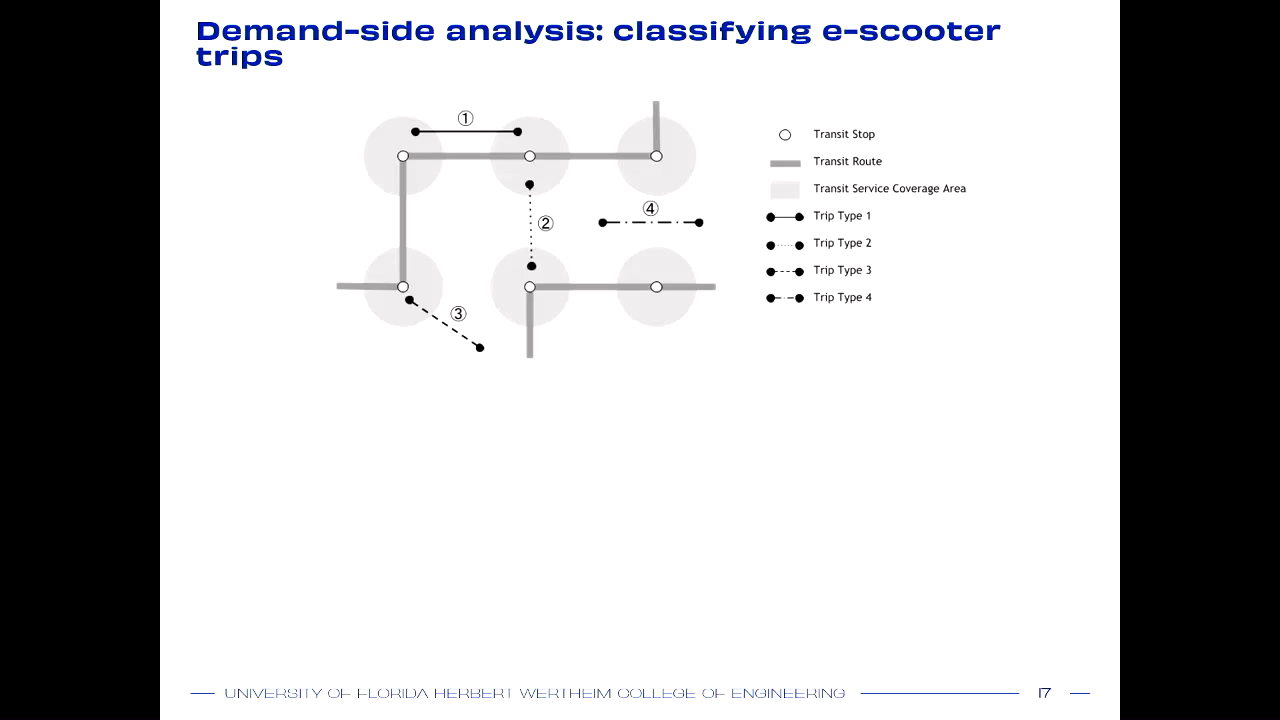 Demand-side analysis: classifying e-scooter
trips
①
②
③
④
Transit Stop
Transit Route
Transit Service Coverage Area
Trip Type 1
Trip Type 2
Trip Type 3
Trip Type 4
UNIVERSITY OF FLORIDA HERBERT WERTHEIM COLLEGE OF ENGINEERING
17